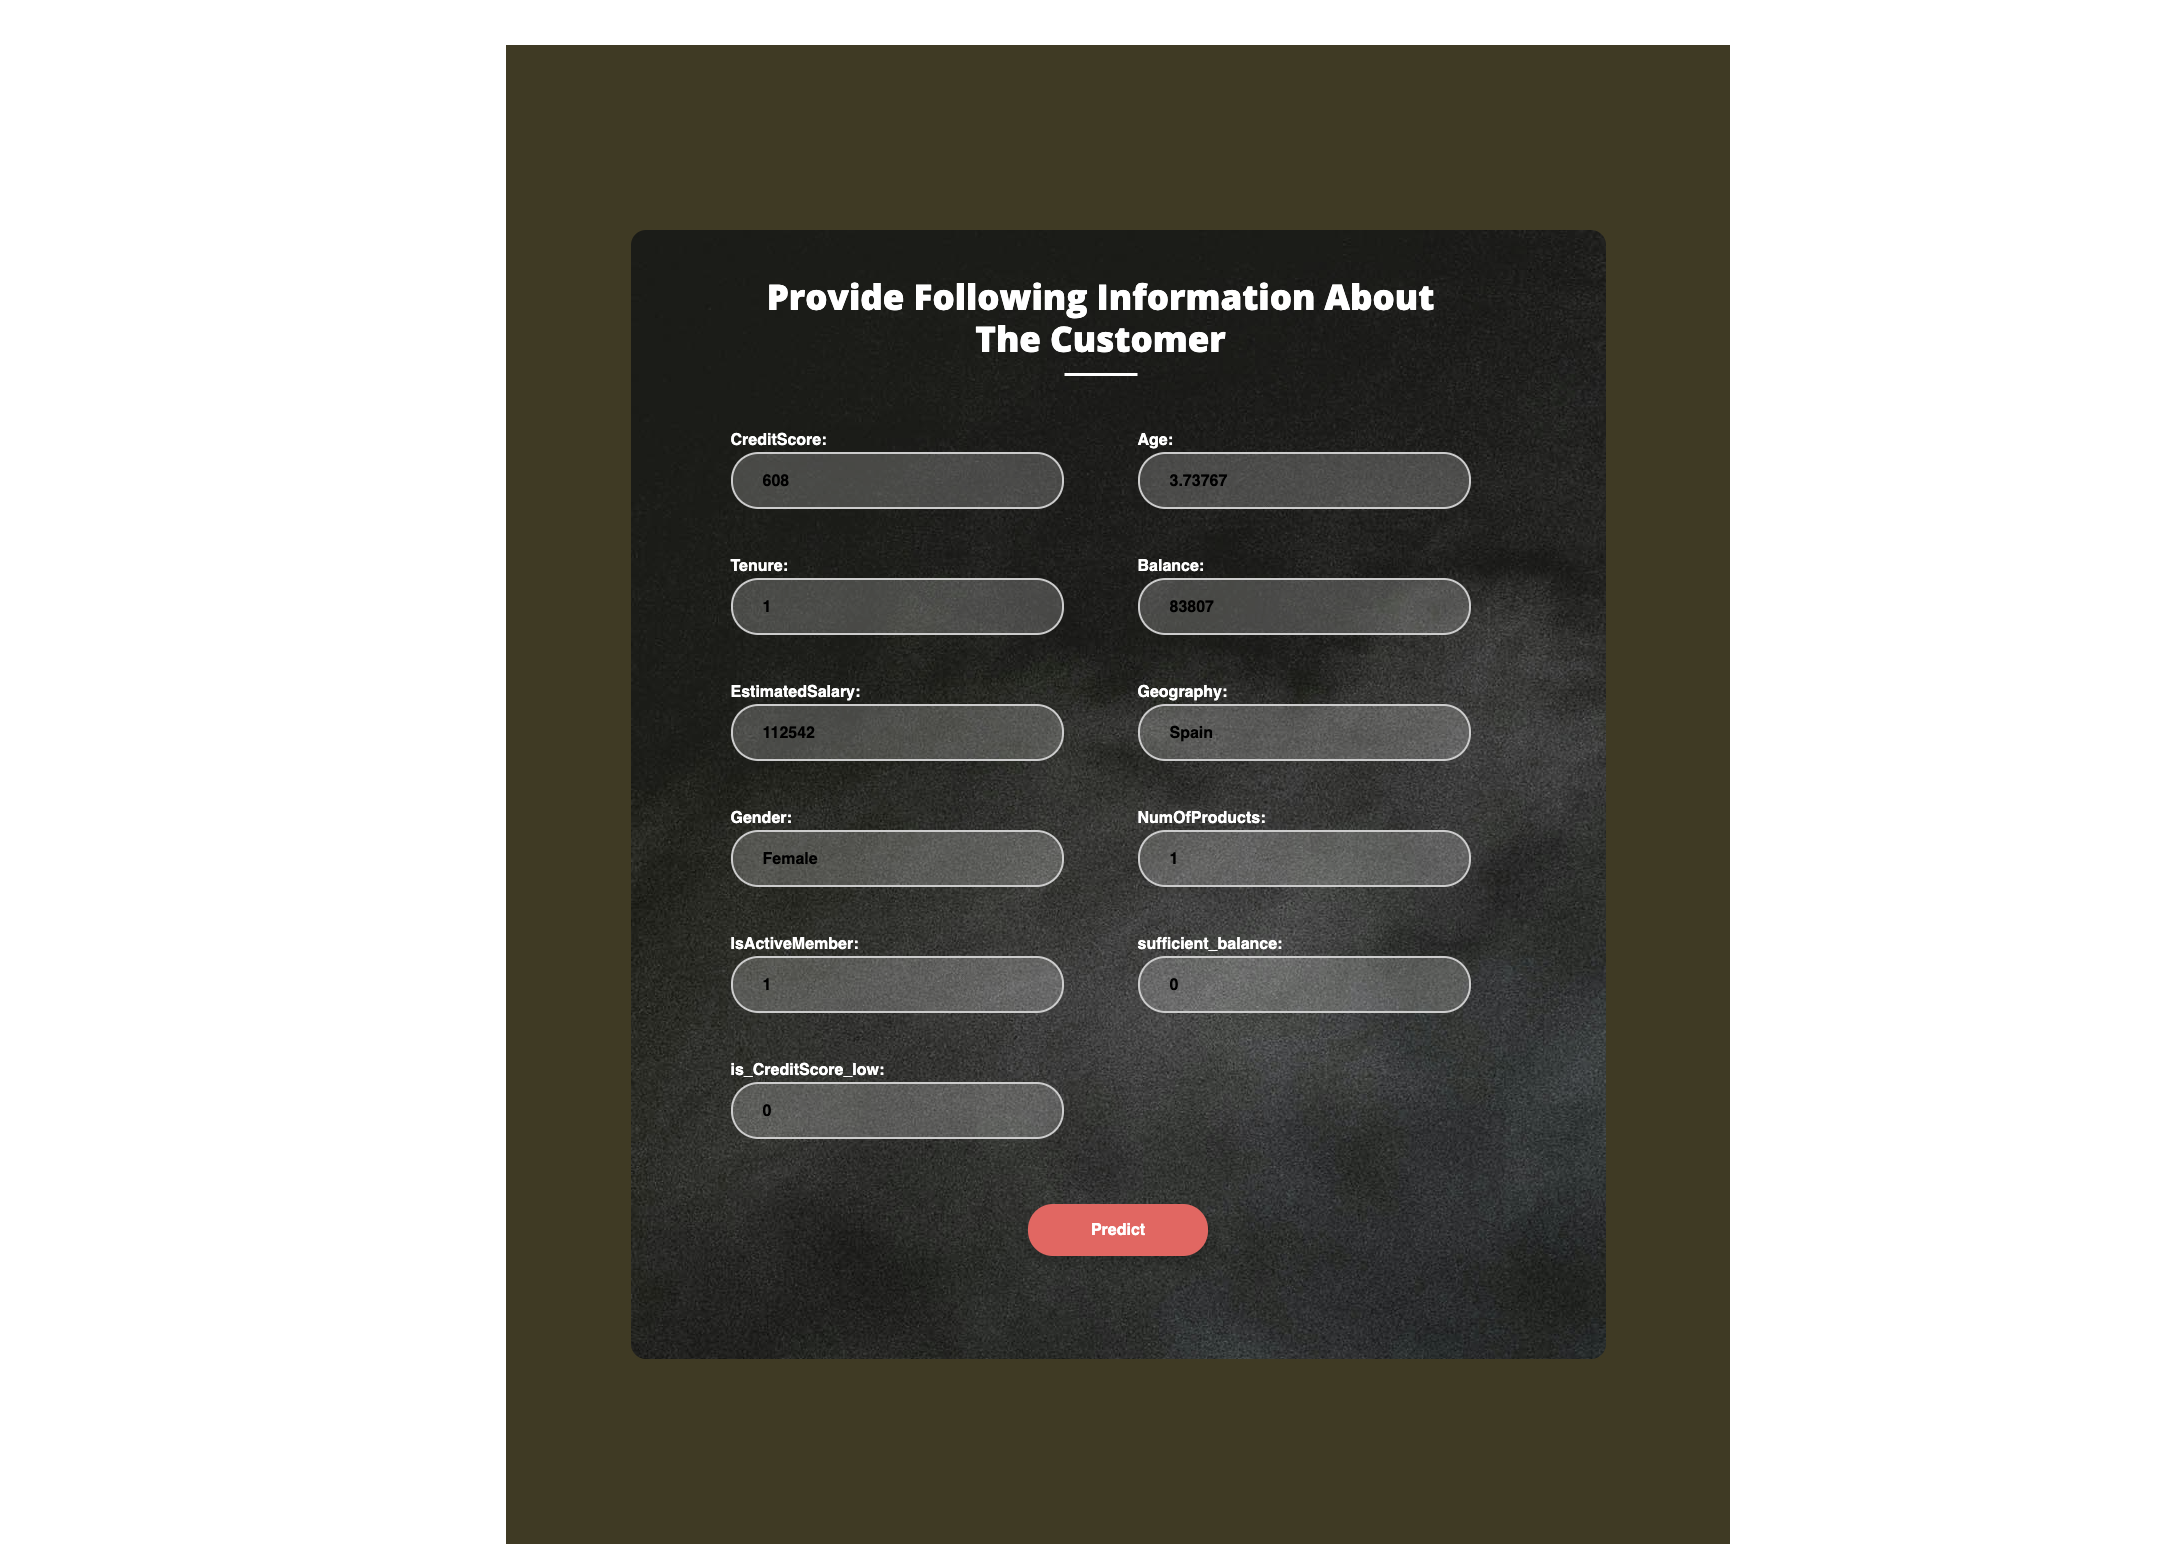 Provide Following Information About
The Customer
CreditScore:
608
Age:
3.73767
Tenure:
1
Balance:
83807
EstimatedSalary:
112542
Geography:
Spain
Gender:
Female
NumOfProducts:
1
IsActiveMember:
1
sufficient_balance:
0
is_CreditScore_low:
0
Predict